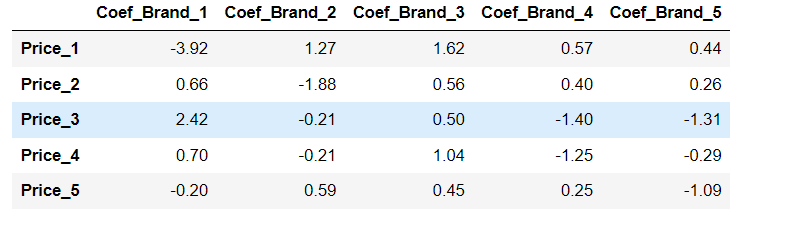 Coef_Brand_1 Coef_Brand_2 Coef_Brand_3 Coef_Brand_4 Coef_Brand_5
Price_1 -3.92 1.27 1.62 0.57 0.44
Price_2 0.66 -1.88 0.56 0.40 0.26
Price_3 2.42 -0.21 0.50 -1.40 -1.31
Price_4 0.70 -0.21 1.04 -1.25 -0.29
Price_5 -0.20 0.59 0.45 0.25 -1.09